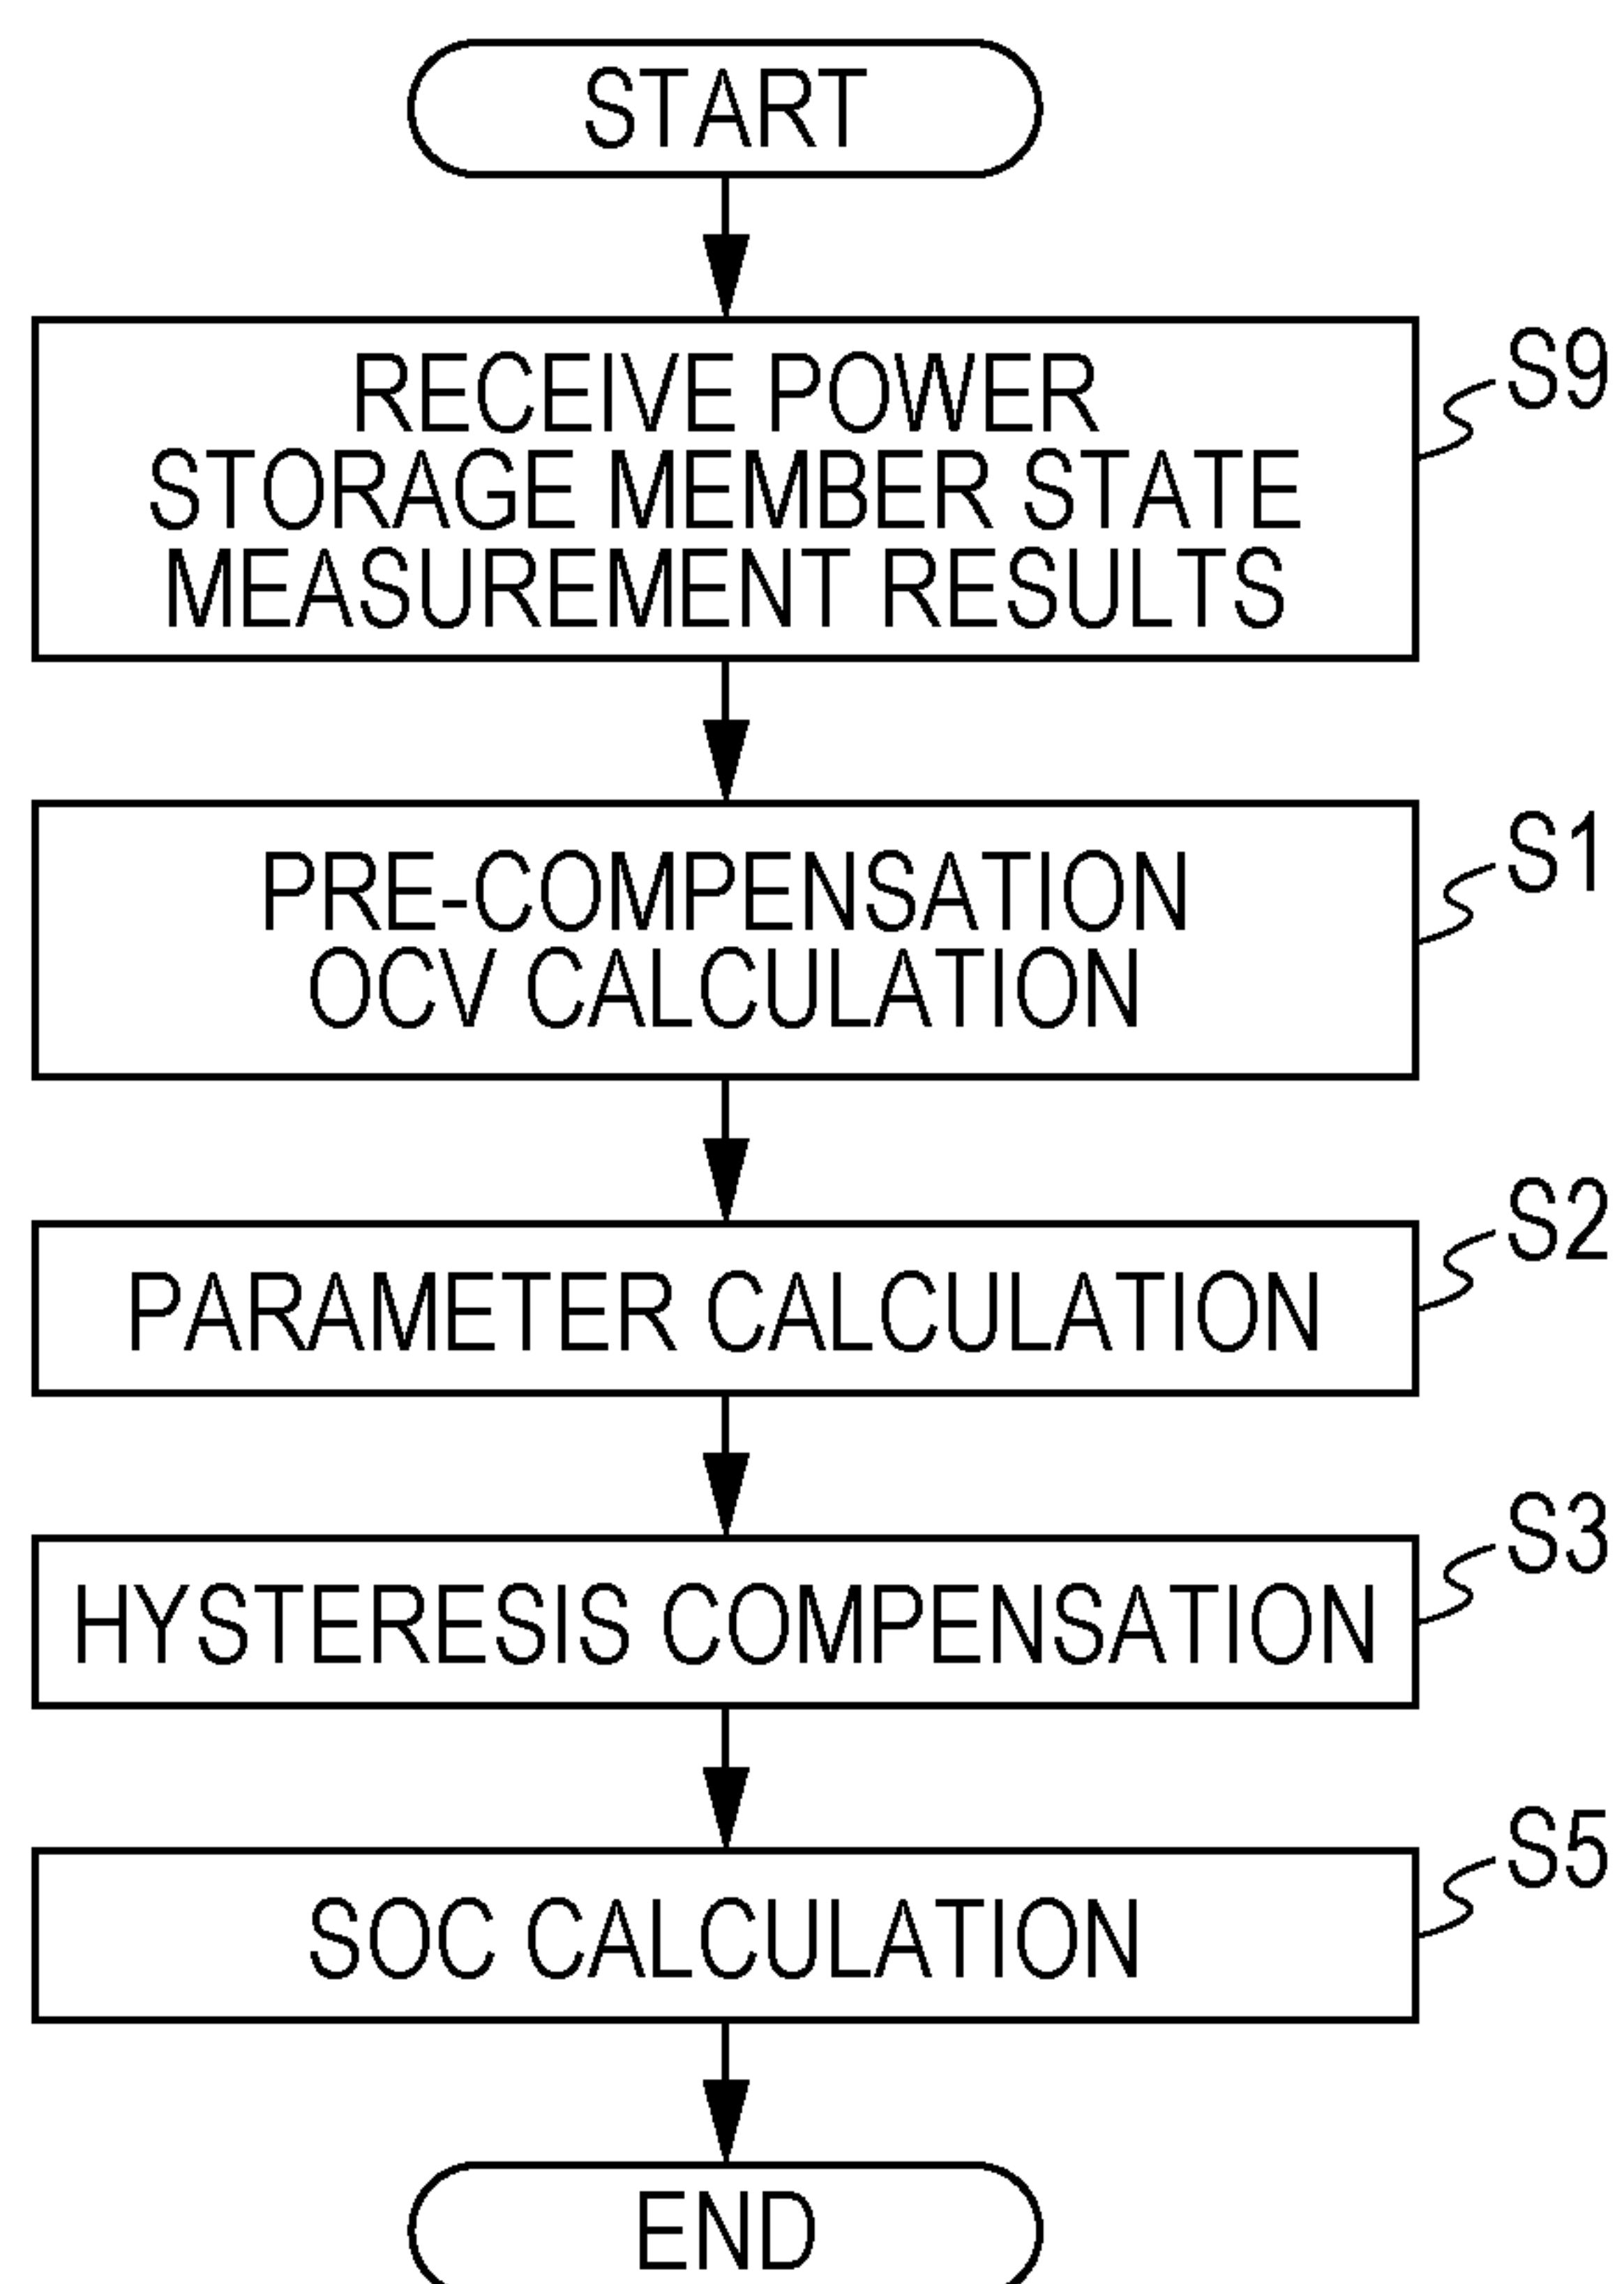 START
RECEIVE POWER
STORAGE MEMBER STATE
MEASUREMENT RESULTS
S9
PRE-COMPENSATION
OCV CALCULATION
S1
PARAMETER CALCULATION
S2
HYSTERESIS COMPENSATION
S3
SOC CALCULATION
S5
END